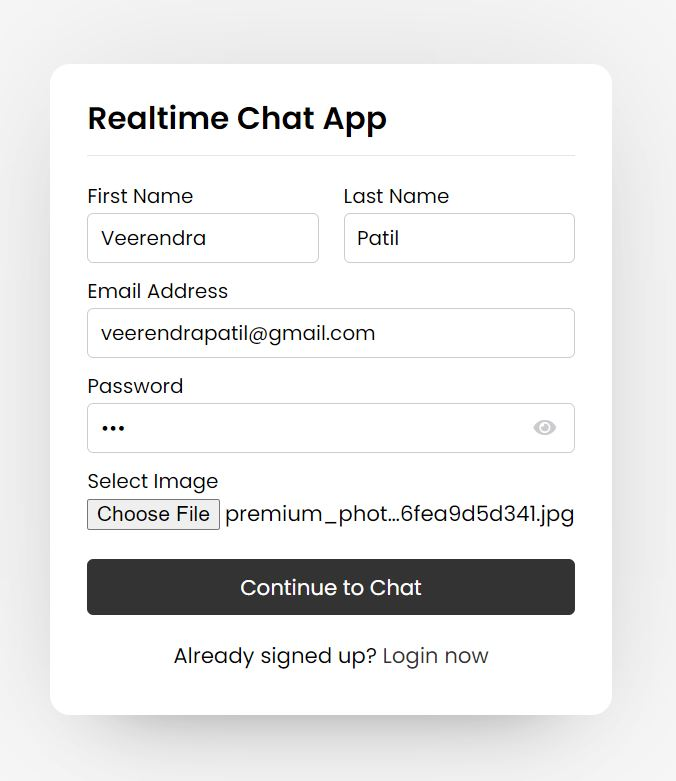 Realtime Chat App
First Name Last Name
Veerendra Patil
Email Address
veerendrapatil@gmail.com
Password
•••
Select Image
Choose File premium_phot...6fea9d5d341.jpg
Continue to Chat
Already signed up? Login now